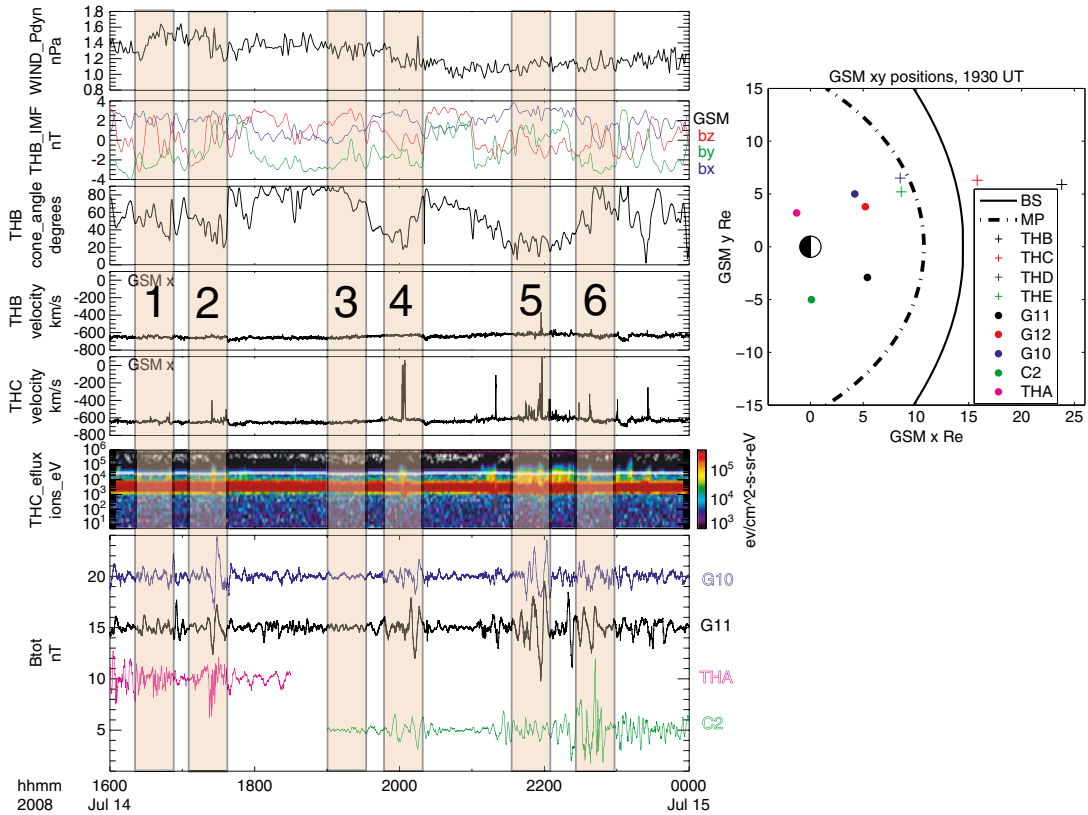 1.8
1.6
1.4
1.2
1.0
0.8
WIND_Pdyn
nPa
4
2
0
-2
-4
THB_IMF
nT
GSM
bz
by
bx
80
60
40
20
0
THB
cone_angle
degrees
GSM x
0
-200
-400
-600
-800
THB
velocity
km/s
1
2
3
4
5
6
GSM x
0
-200
-400
-600
-800
THC
velocity
km/s
10^6
10^5
10^4
10^3
10^2
10^1
THC_eflux
ions_eV
10^5
10^4
10^3
ev/cm^2-s-sr-eV
20
15
10
5
Btot
nT
G10
G11
THA
C2
hhmm
2008
1600
Jul 14
1800
2000
2200
0000
Jul 15
GSM xy positions, 1930 UT
15
10
5
0
−5
−10
−15
GSM y Re
0
5
10
15
20
25
GSM x Re
BS
MP
THB
THC
THD
THE
G11
G12
G10
C2
THA